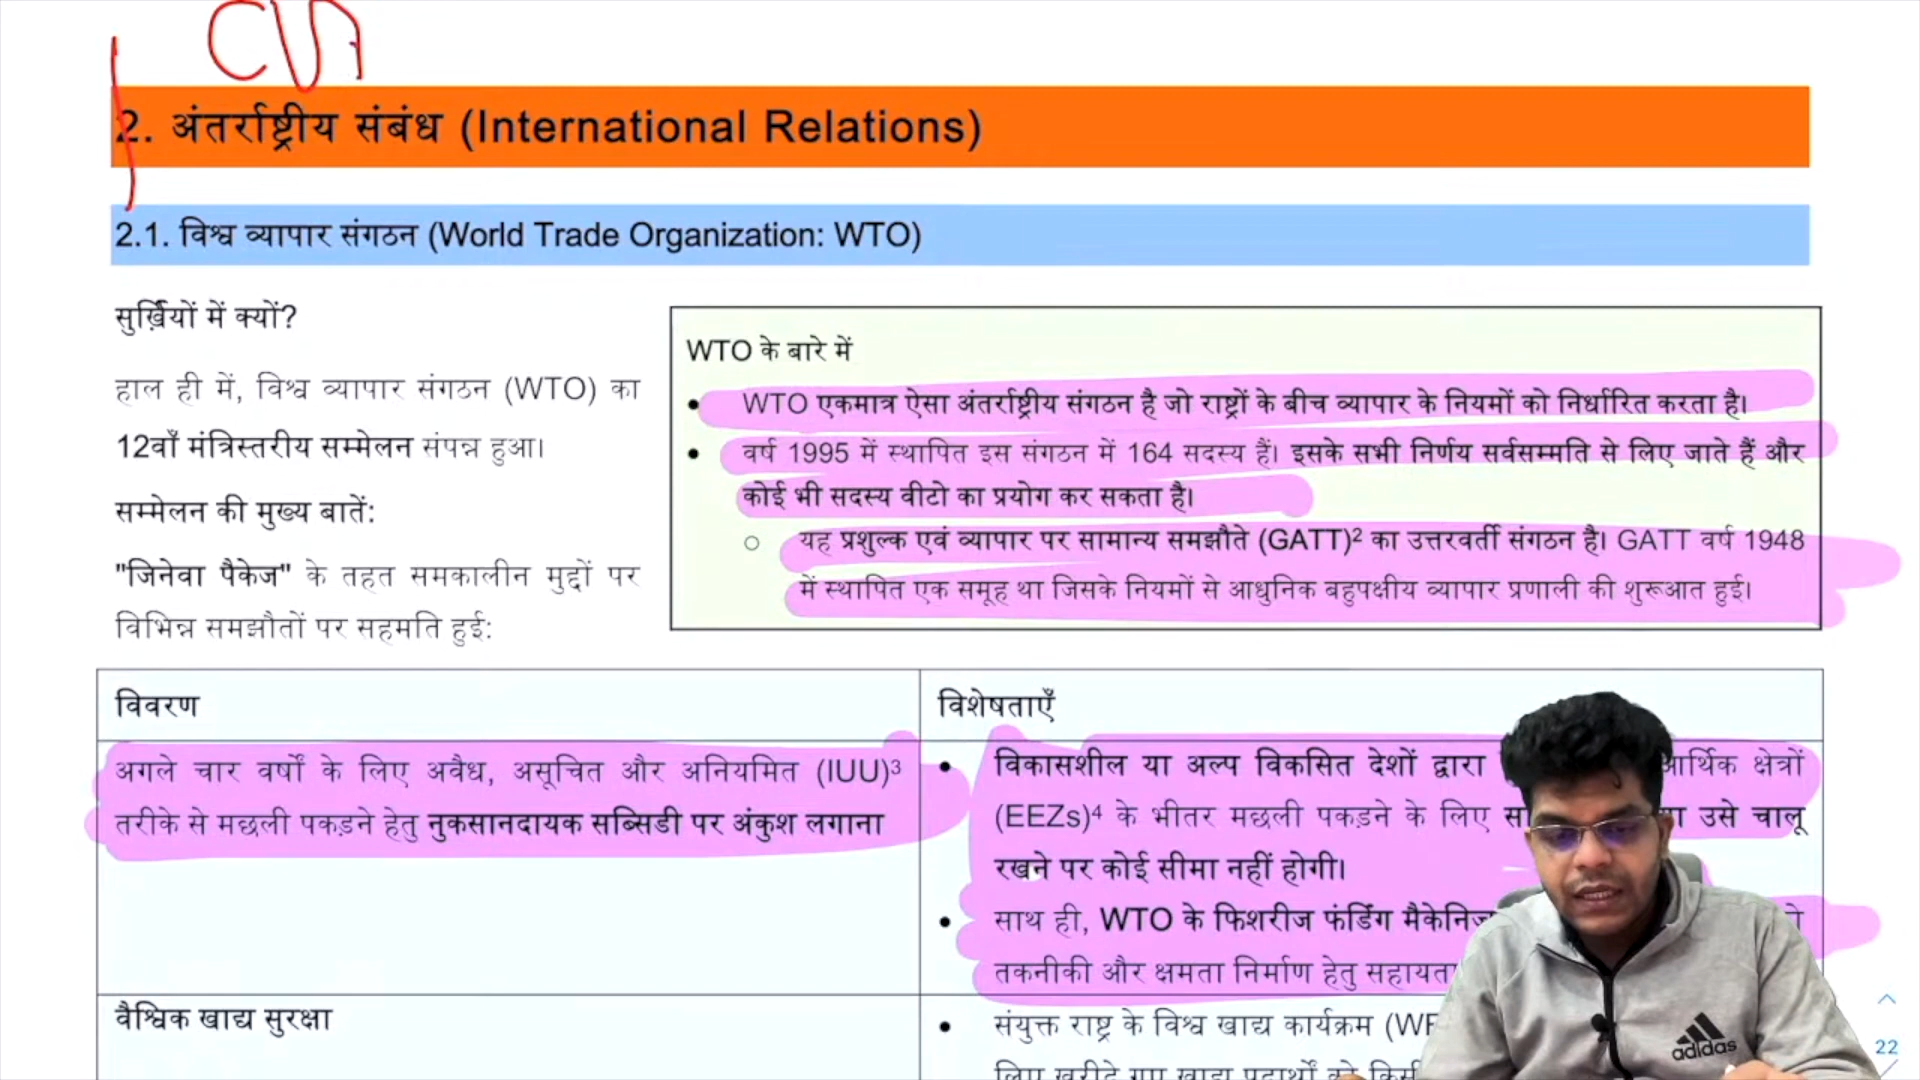 2. अंतर्राष्ट्रीय संबंध (International Relations)
2.1. विश्व व्यापार संगठन (World Trade Organization: WTO)
सुर्ख़ियों में क्यों?
हाल ही में, विश्व व्यापार संगठन (WTO) का
12वाँ मंत्रिस्तरीय सम्मेलन संपन्न हुआ।
सम्मेलन की मुख्य बातें:
"जिनेवा पैकेज" के तहत समकालीन मुद्दों पर
विभिन्न समझौतों पर सहमति हुई:
WTO के बारे में
• WTO एकमात्र ऐसा अंतर्राष्ट्रीय संगठन है जो राष्ट्रों के बीच व्यापार के नियमों को निर्धारित करता है।
• वर्ष 1995 में स्थापित इस संगठन में 164 सदस्य हैं। इसके सभी निर्णय सर्वसम्मति से लिए जाते हैं और
कोई भी सदस्य वीटो का प्रयोग कर सकता है।
○ यह प्रशुल्क एवं व्यापार पर सामान्य समझौते (GATT)² का उत्तरवर्ती संगठन है। GATT वर्ष 1948
में स्थापित एक समूह था जिसके नियमों से आधुनिक बहुपक्षीय व्यापार प्रणाली की शुरूआत हुई।
विवरण
विशेषताएँ
अगले चार वर्षों के लिए अवैध, असूचित और अनियमित (IUU)³
तरीके से मछली पकड़ने हेतु नुकसानदायक सब्सिडी पर अंकुश लगाना
• विकासशील या अल्प विकसित देशों द्वारा आर्थिक क्षेत्रों
(EEZs)⁴ के भीतर मछली पकड़ने के लिए उसे चालू
रखने पर कोई सीमा नहीं होगी।
• साथ ही, WTO के फिशरीज फंडिंग
तकनीकी और क्षमता निर्माण हेतु
वैश्विक खाद्य सुरक्षा
• संयुक्त राष्ट्र के विश्व खाद्य कार्यक्रम
adidas
22